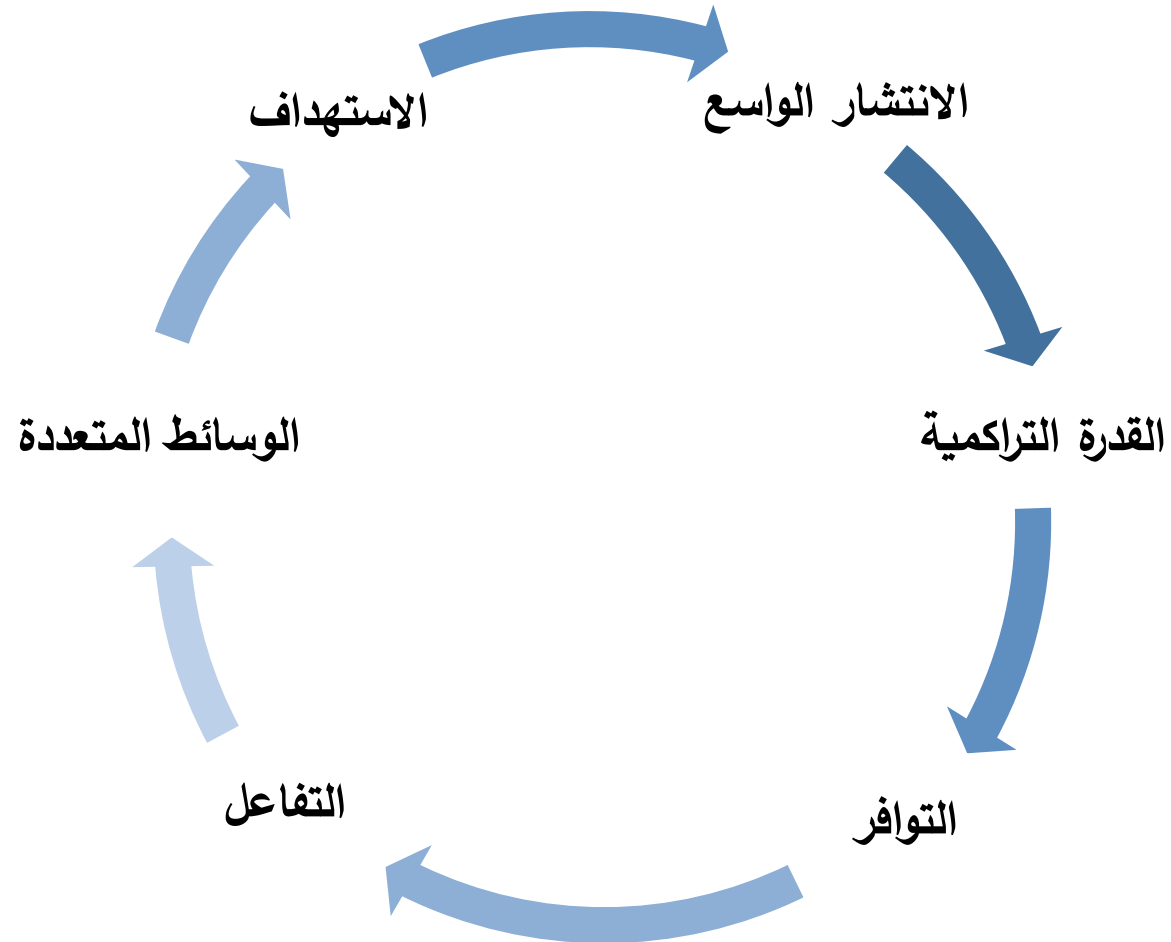 الانتشار الواسع
القدرة التراكمية
التوافر
التفاعل
الوسائط المتعددة
الاستهداف